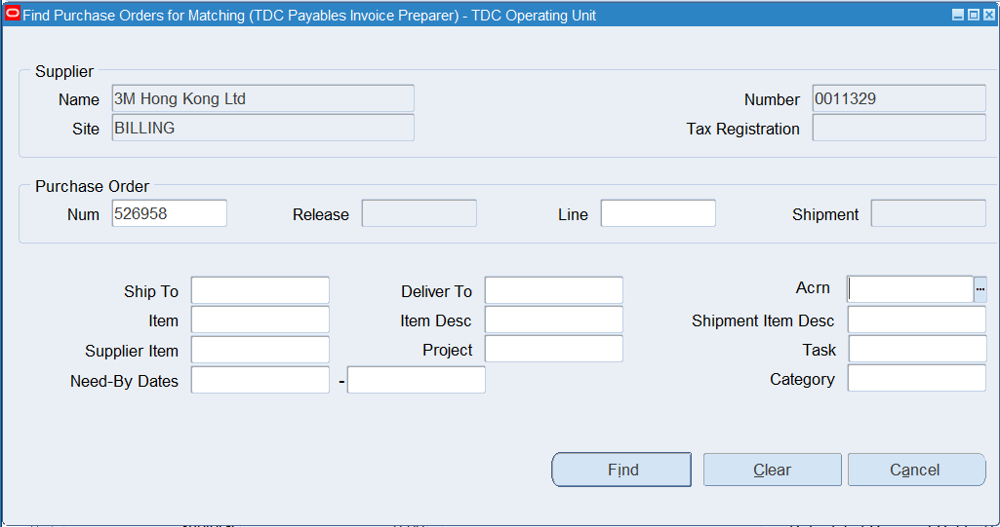 Find Purchase Orders for Matching (TDC Payables Invoice Preparer) - TDC Operating Unit
Supplier
Name 3M Hong Kong Ltd Number 0011329
Site BILLING Tax Registration
Purchase Order
Num 526958 Release Line Shipment
Ship To Deliver To Acrn ...
Item Item Desc Shipment Item Desc
Supplier Item Project Task
Need-By Dates - Category
Find Clear Cancel